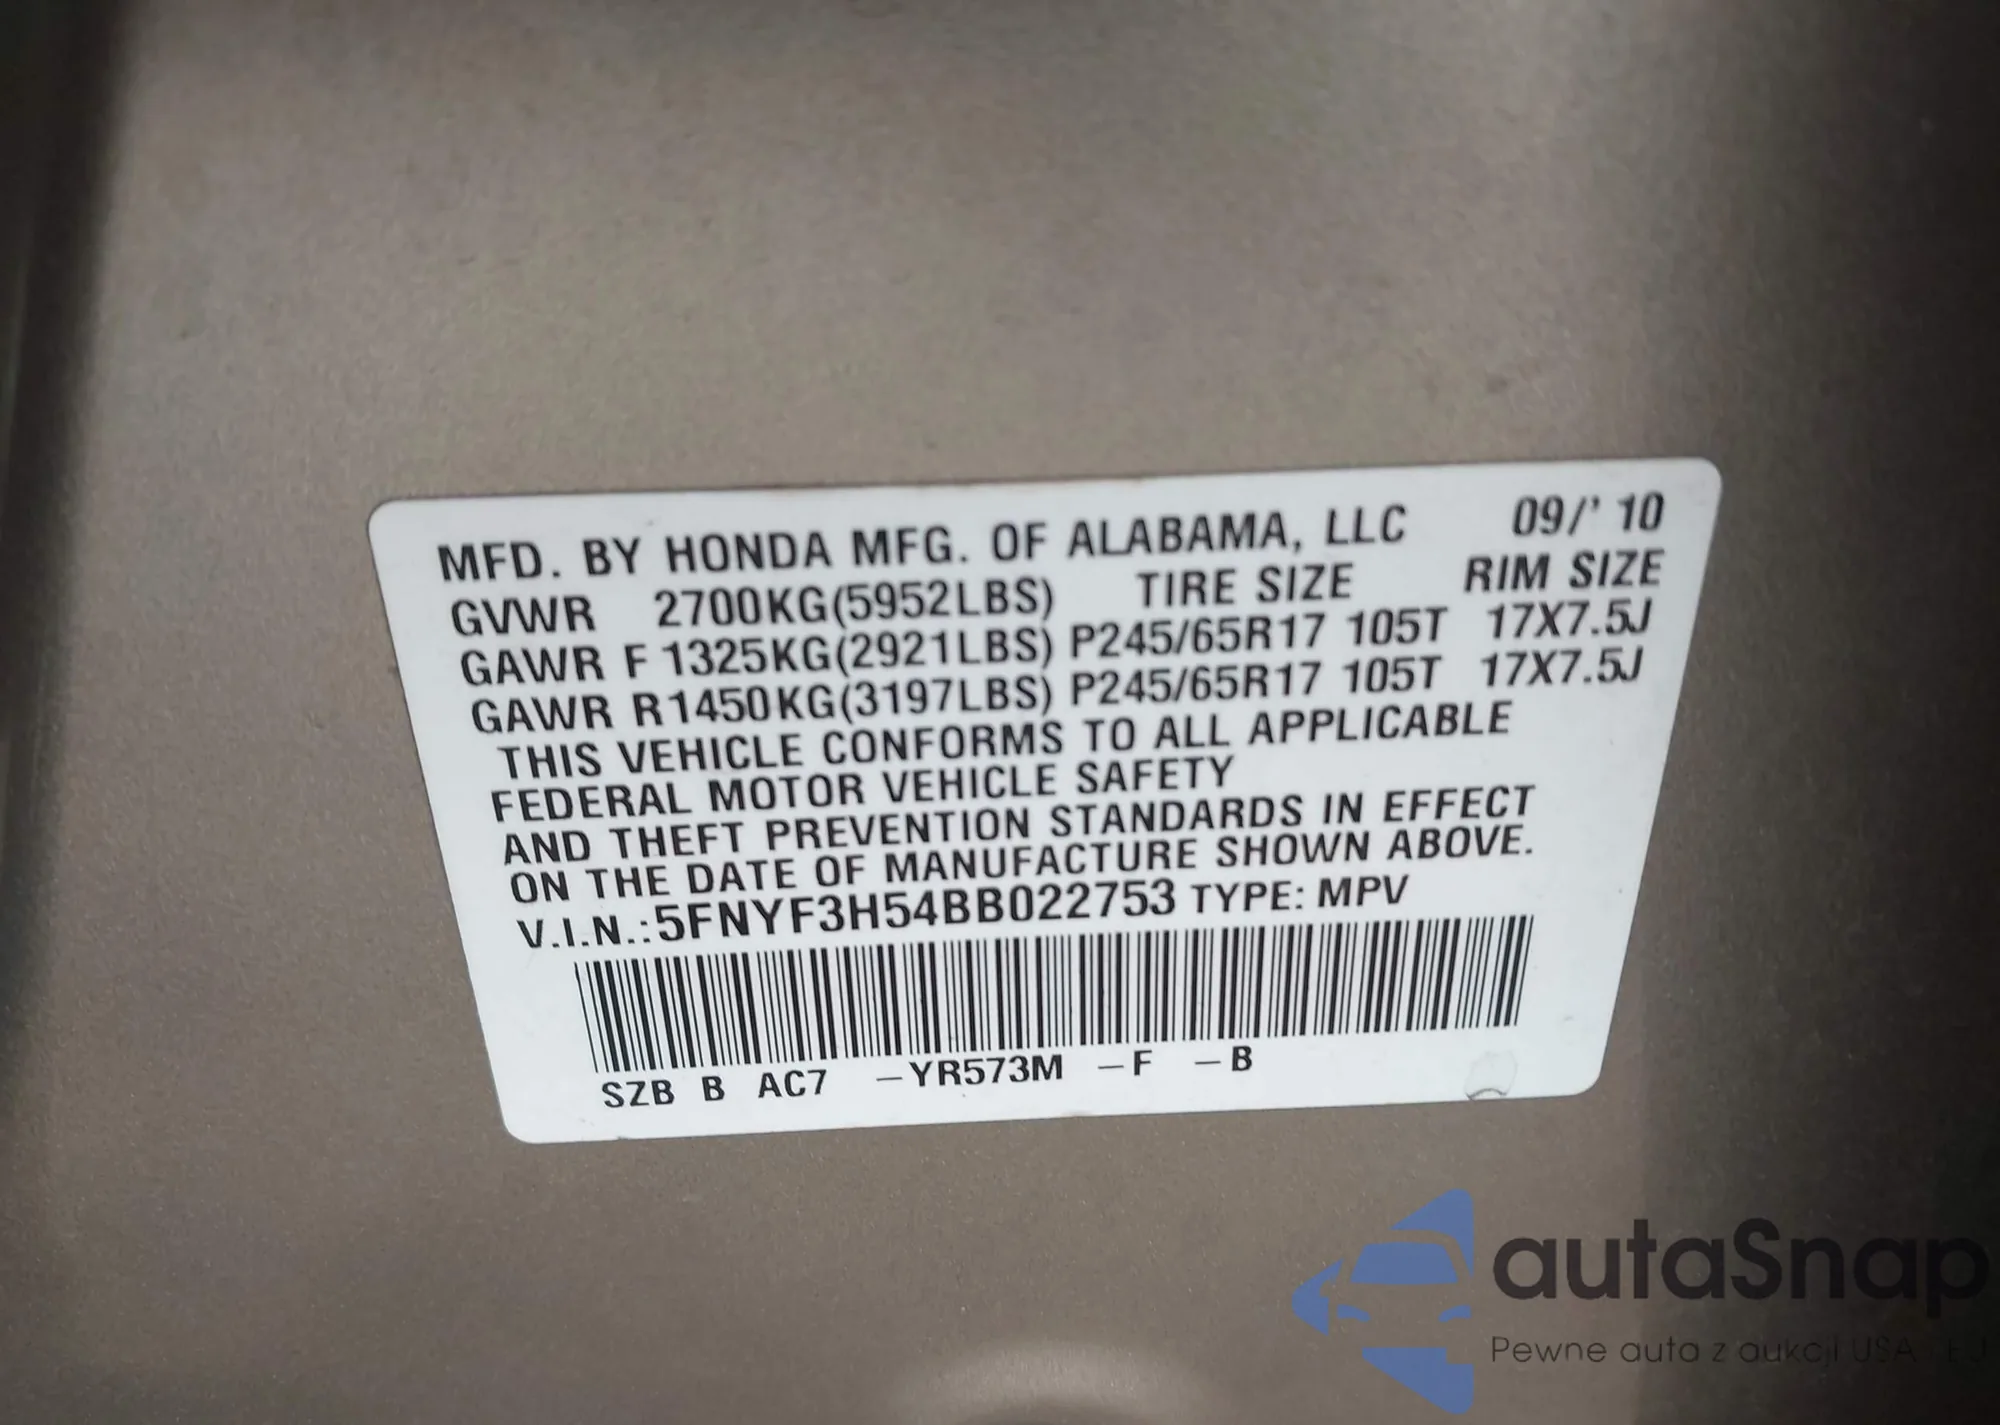 MFD. BY HONDA MFG. OF ALABAMA, LLC 09/' 10
GVWR 2700KG(5952LBS) TIRE SIZE RIM SIZE
GAWR F 1325KG(2921LBS) P245/65R17 105T 17X7.5J
GAWR R 1450KG(3197LBS) P245/65R17 105T 17X7.5J
THIS VEHICLE CONFORMS TO ALL APPLICABLE
FEDERAL MOTOR VEHICLE SAFETY
AND THEFT PREVENTION STANDARDS IN EFFECT
ON THE DATE OF MANUFACTURE SHOWN ABOVE.
V.I.N.:5FNYF3H54BB022753 TYPE: MPV
SZB B AC7 –YR573M –F –B
autaSnap
Pewne auta z aukcji USA i EU